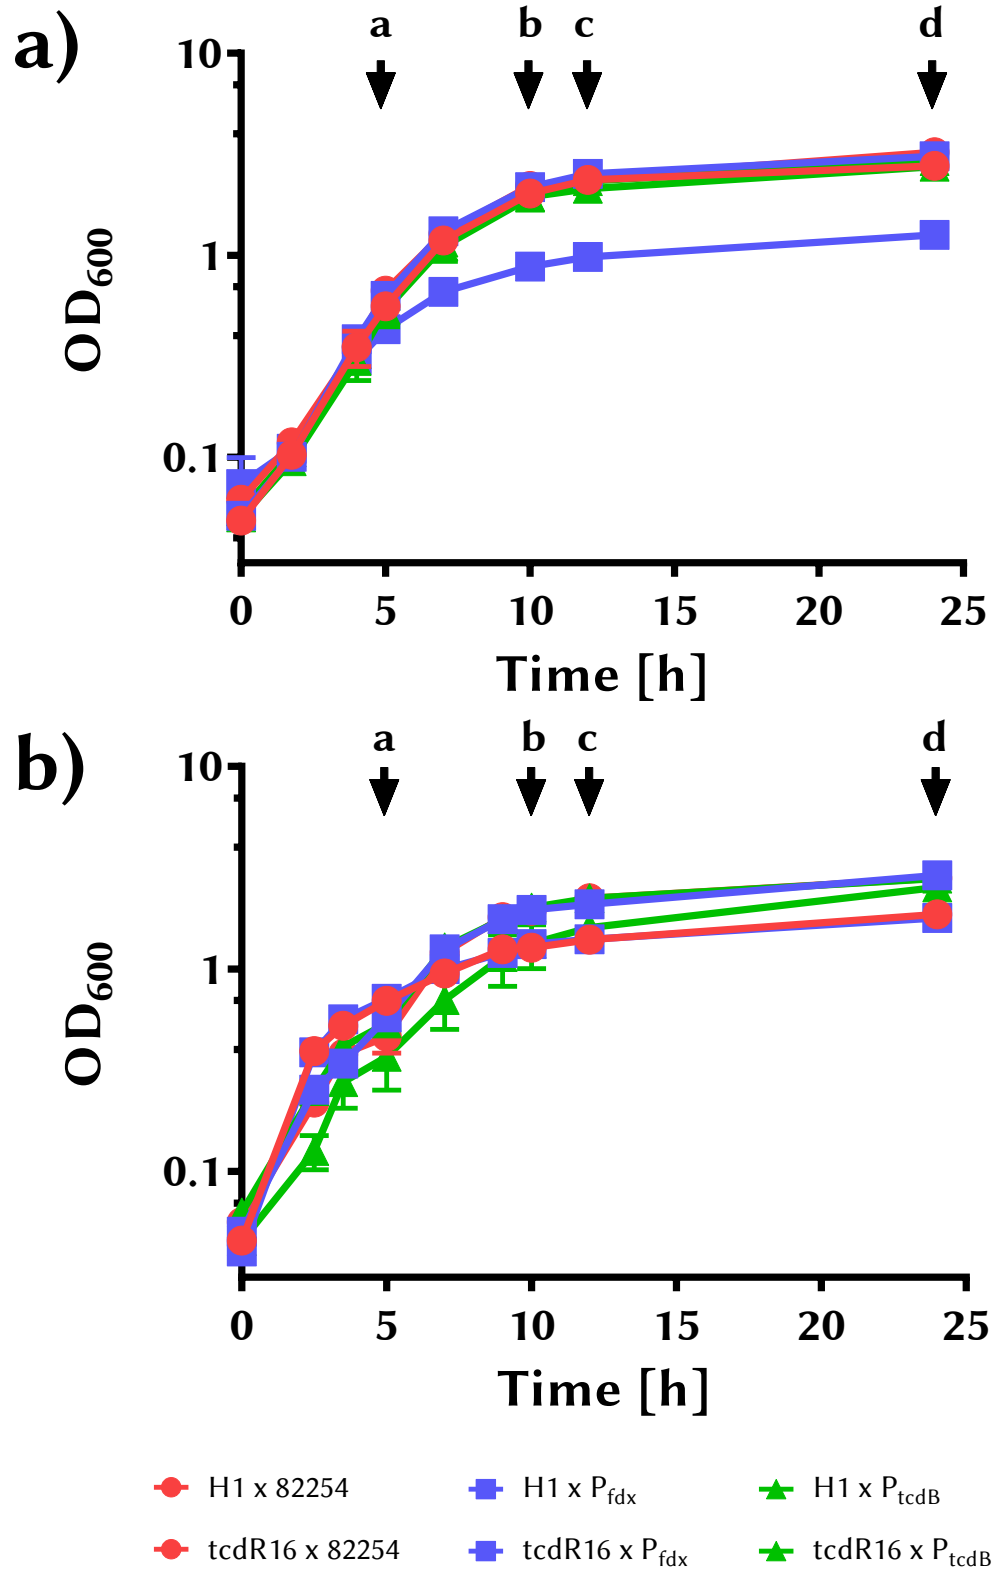 a)
a b c d
10
1
0.1
OD600
0 5 10 15 20 25
Time [h]
b)
a b c d
10
1
0.1
OD600
0 5 10 15 20 25
Time [h]
H1 x 82254 H1 x Pfdx H1 x PtcdB
tcdR16 x 82254 tcdR16 x Pfdx tcdR16 x PtcdB